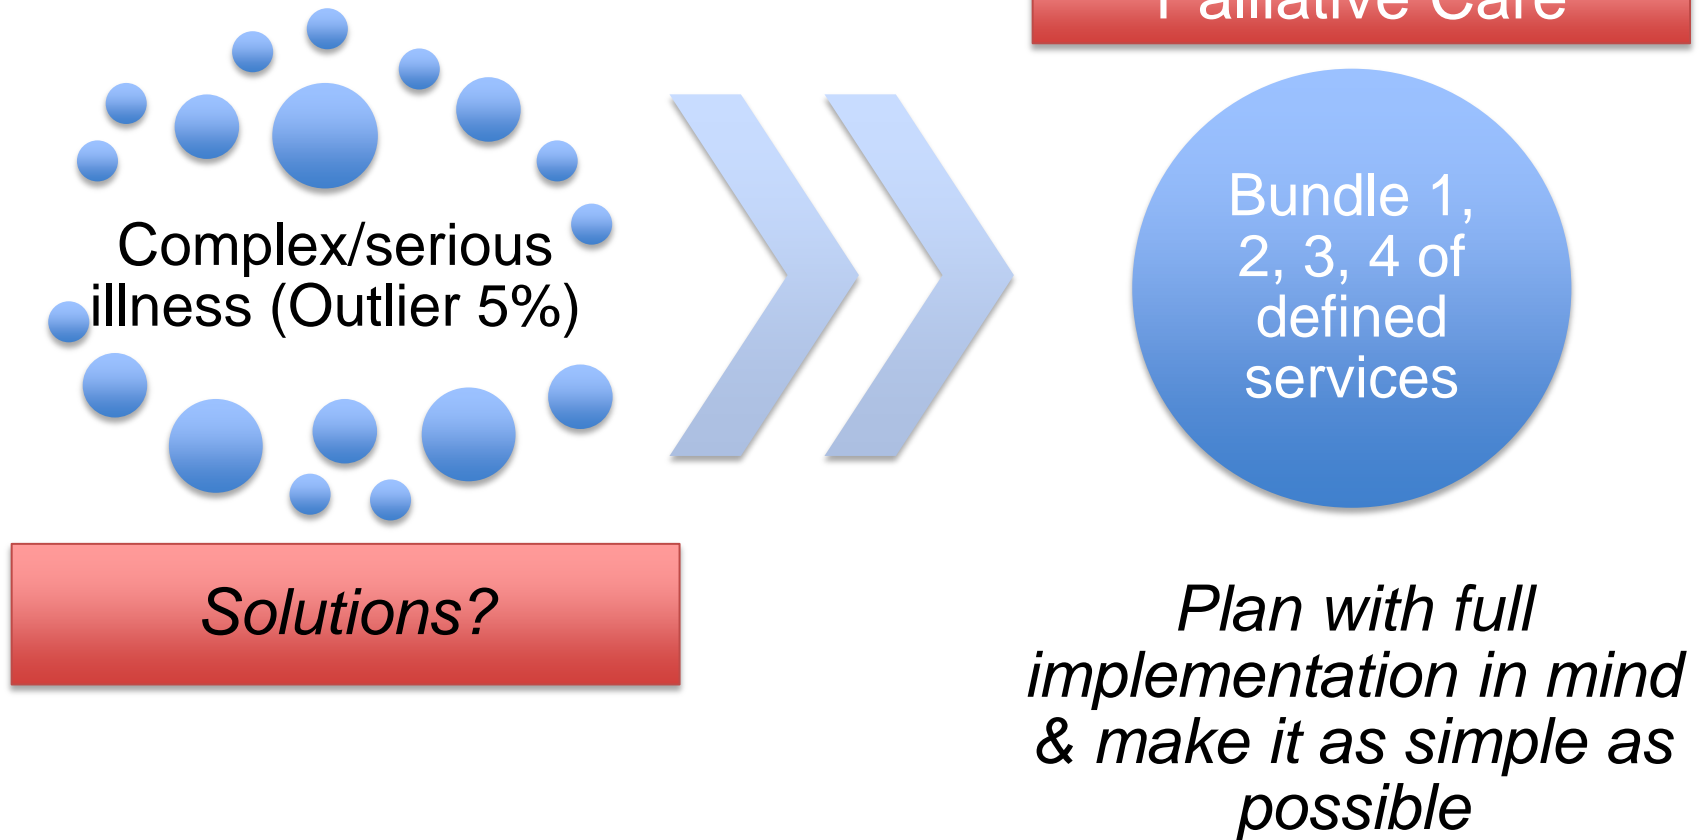 Palliative Care
Complex/serious
illness (Outlier 5%)
Solutions?
Bundle 1,
2, 3, 4 of
defined
services
Plan with full
implementation in mind
& make it as simple as
possible